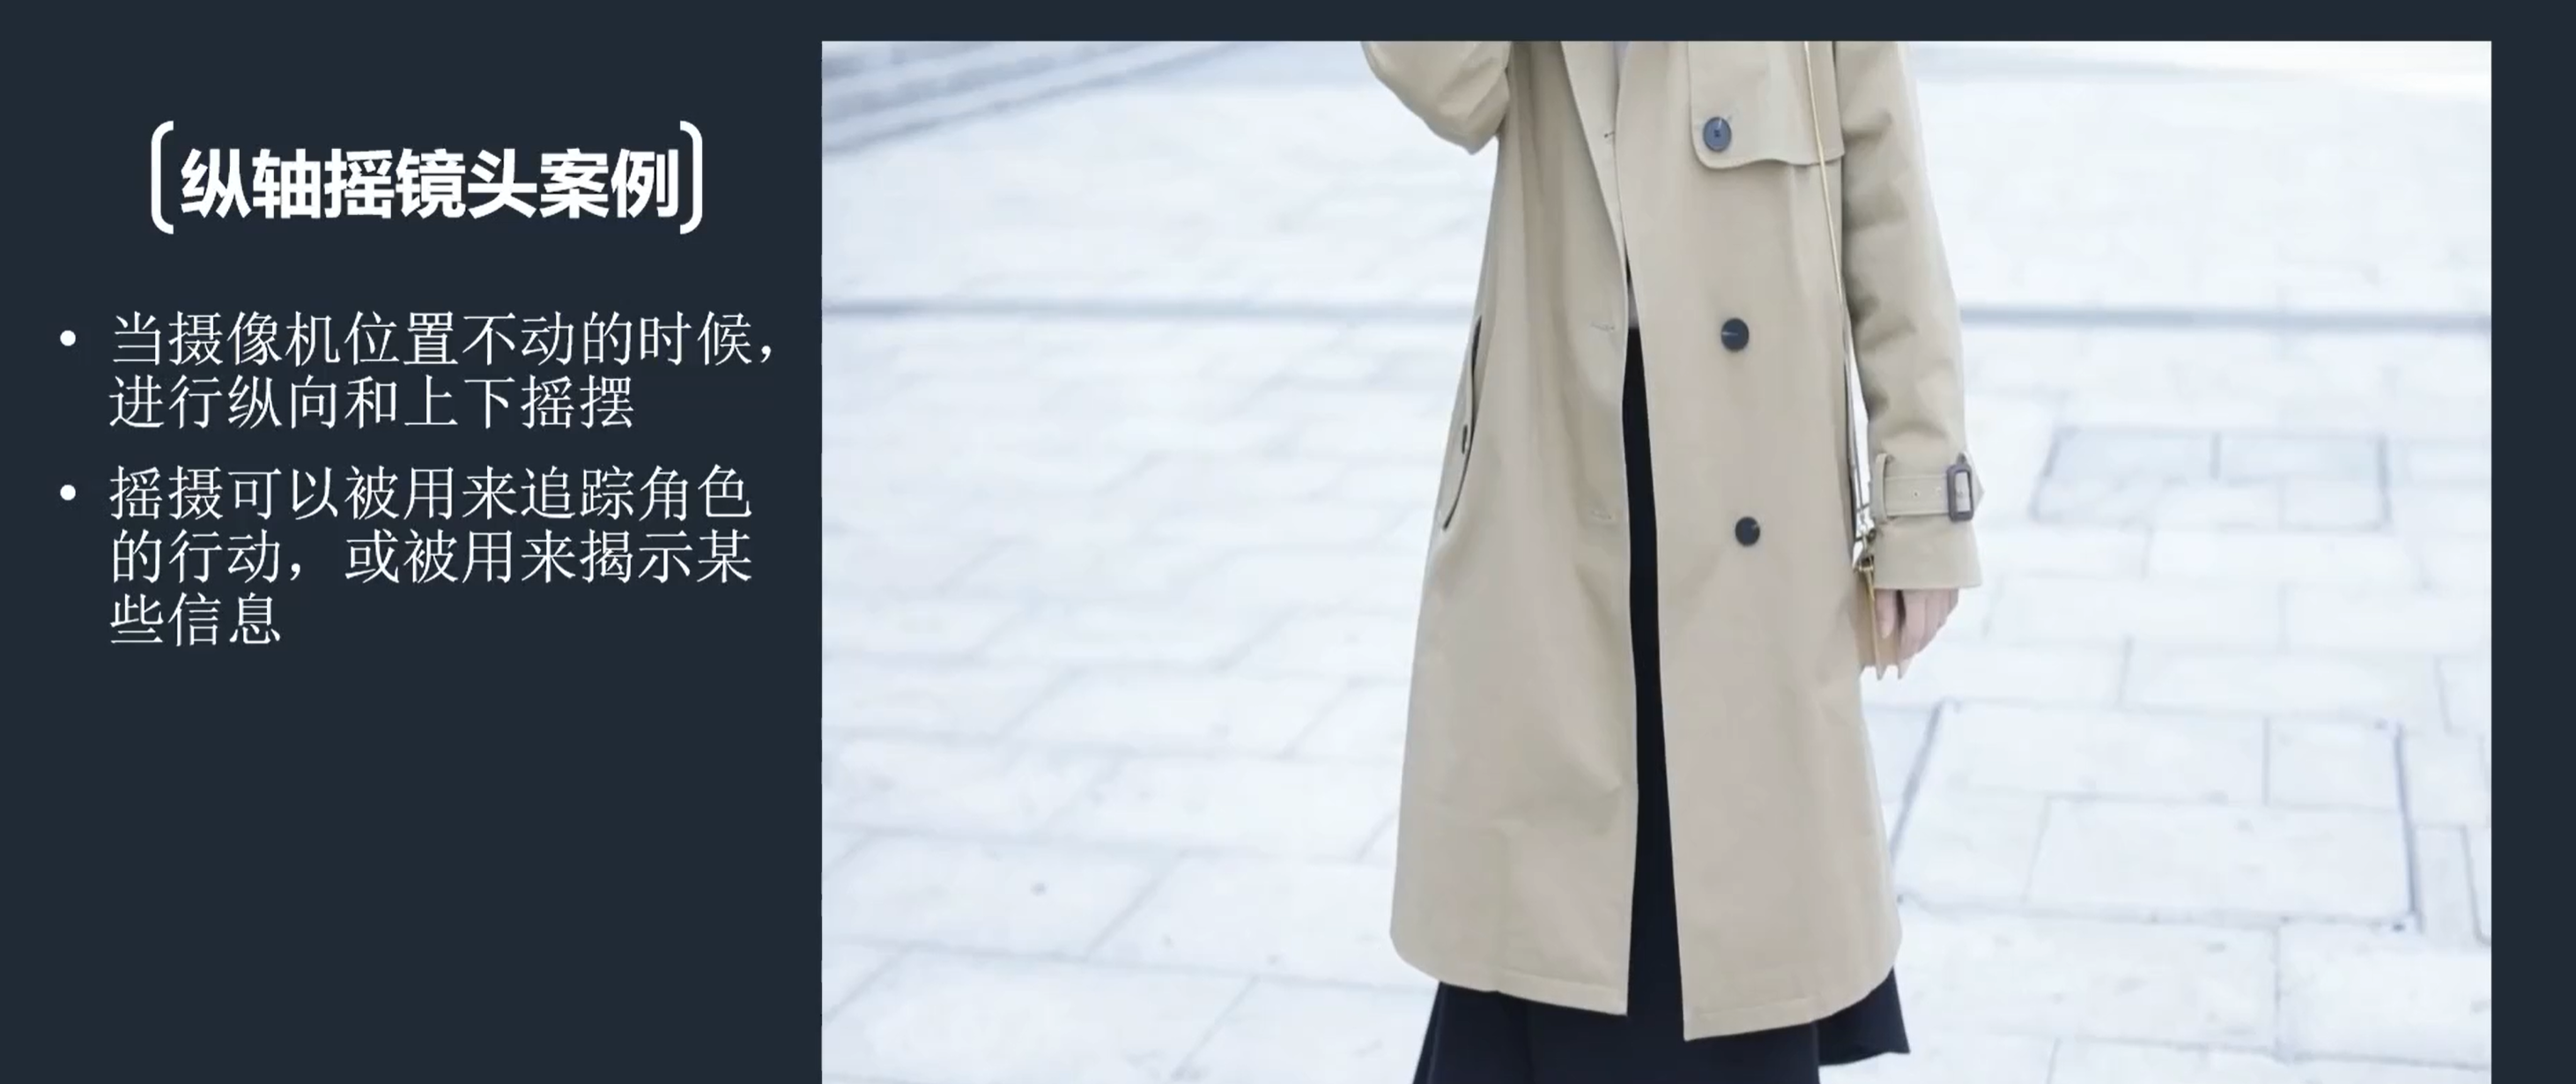 [纵轴摇镜头案例]
• 当摄像机位置不动的时候，
进行纵向和上下摇摆
• 摇摄可以被用来追踪角色
的行动，或被用来揭示某
些信息